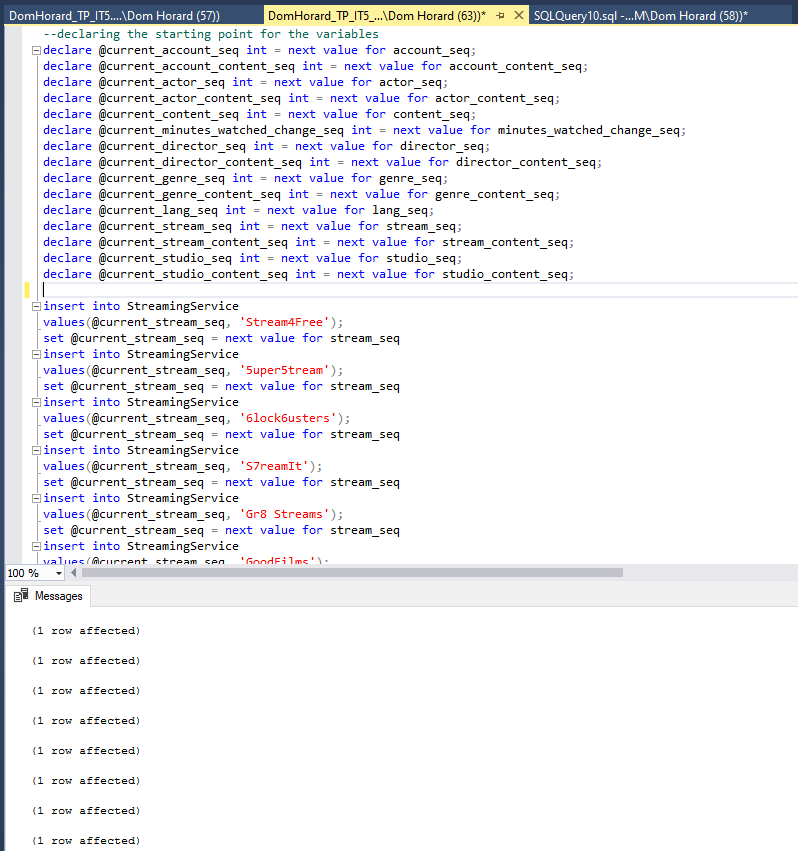 DomHorard_TP_IT5....\Dom Horard (57))
DomHorard_TP_IT5_...\Dom Horard (63))*
SQLQuery10.sql -...M\Dom Horard (58))*
--declaring the starting point for the variables
declare @current_account_seq int = next value for account_seq;
declare @current_account_content_seq int = next value for account_content_seq;
declare @current_actor_seq int = next value for actor_seq;
declare @current_actor_content_seq int = next value for actor_content_seq;
declare @current_content_seq int = next value for content_seq;
declare @current_minutes_watched_change_seq int = next value for minutes_watched_change_seq;
declare @current_director_seq int = next value for director_seq;
declare @current_director_content_seq int = next value for director_content_seq;
declare @current_genre_seq int = next value for genre_seq;
declare @current_genre_content_seq int = next value for genre_content_seq;
declare @current_lang_seq int = next value for lang_seq;
declare @current_stream_seq int = next value for stream_seq;
declare @current_stream_content_seq int = next value for stream_content_seq;
declare @current_studio_seq int = next value for studio_seq;
declare @current_studio_content_seq int = next value for studio_content_seq;
insert into StreamingService
values(@current_stream_seq, 'Stream4Free');
set @current_stream_seq = next value for stream_seq
insert into StreamingService
values(@current_stream_seq, '5uper5tream');
set @current_stream_seq = next value for stream_seq
insert into StreamingService
values(@current_stream_seq, '6lock6usters');
set @current_stream_seq = next value for stream_seq
insert into StreamingService
values(@current_stream_seq, 'S7reamIt');
set @current_stream_seq = next value for stream_seq
insert into StreamingService
values(@current_stream_seq, 'Gr8 Streams');
set @current_stream_seq = next value for stream_seq
insert into StreamingService
values(@current_stream_seq, 'GoodFilms');
100 %
Messages
(1 row affected)
(1 row affected)
(1 row affected)
(1 row affected)
(1 row affected)
(1 row affected)
(1 row affected)
(1 row affected)